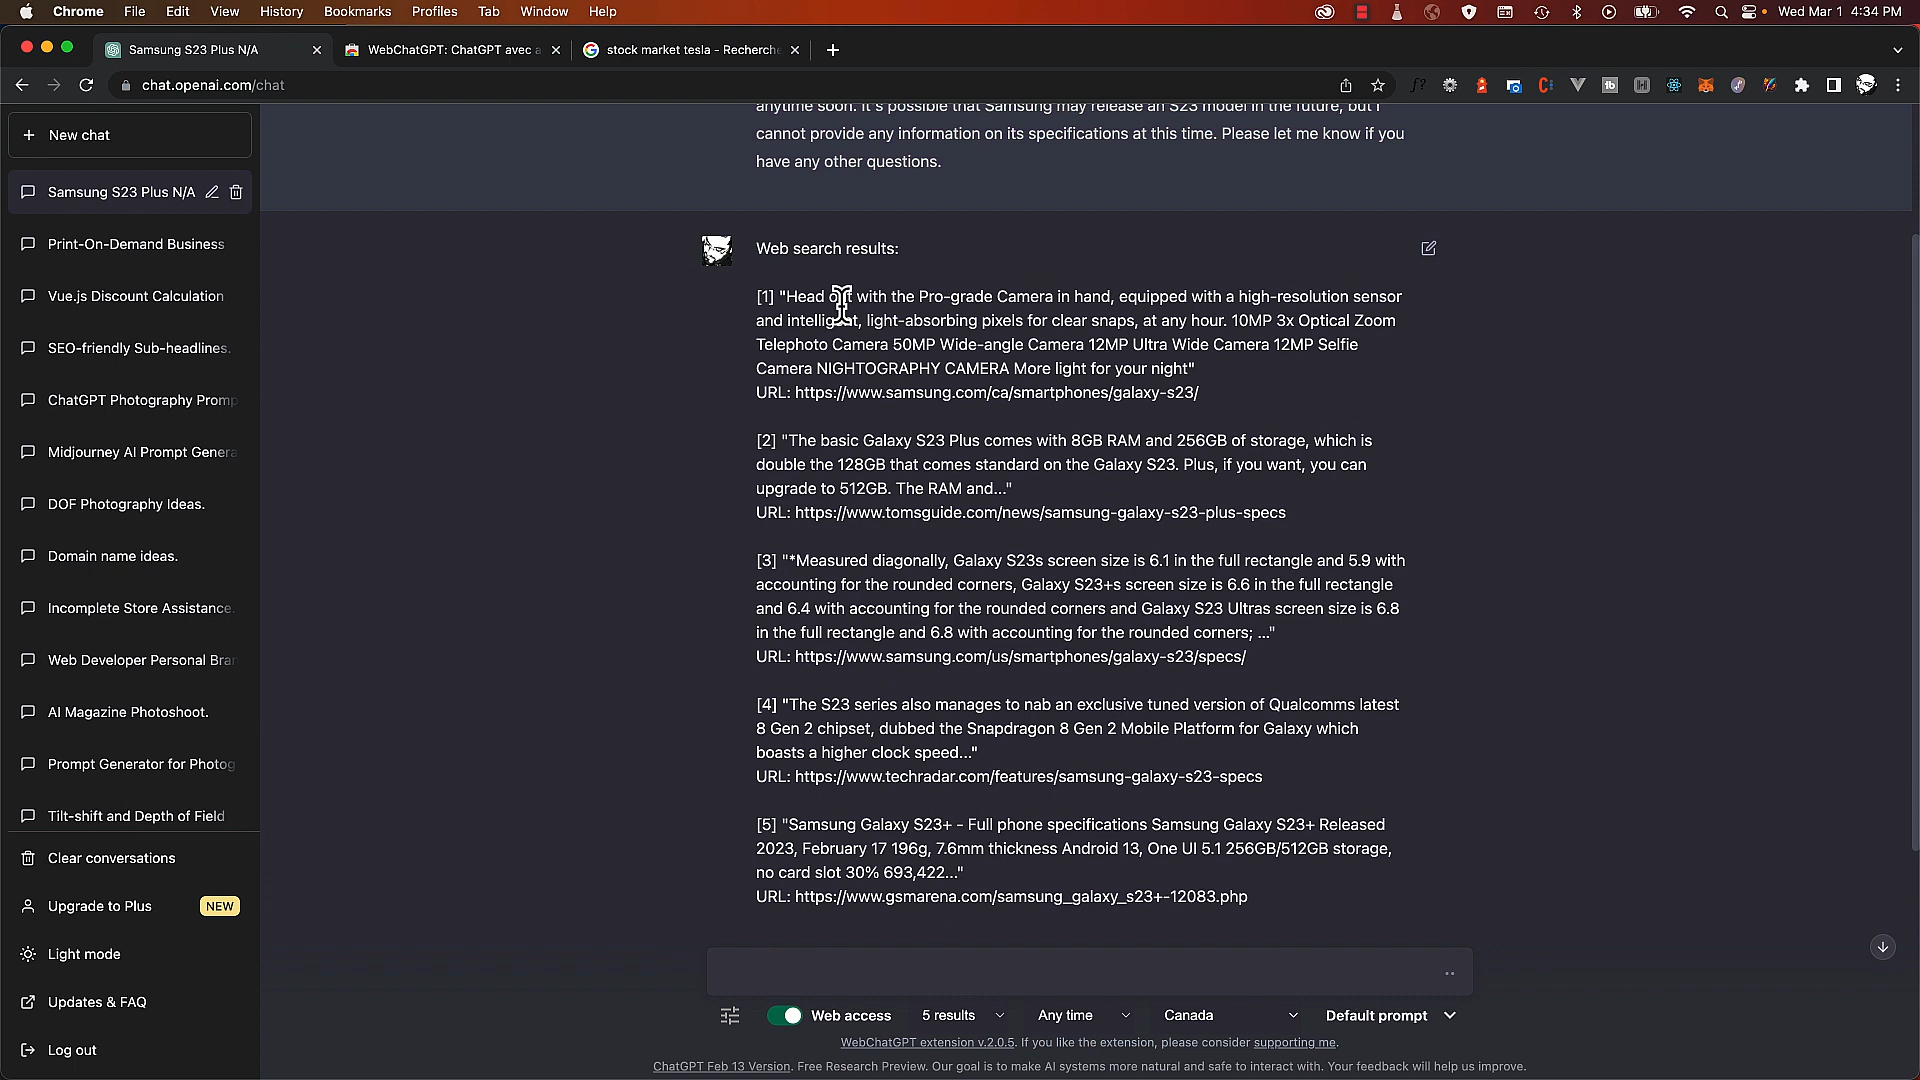 Chrome File Edit View History Bookmarks Profiles Tab Window Help Wed Mar 1 4:34 PM
Samsung S23 Plus N/A WebChatGPT: ChatGPT avec a stock market tesla - Recherche
chat.openai.com/chat
New chat
Samsung S23 Plus N/A
Print-On-Demand Business
Vue.js Discount Calculation
SEO-friendly Sub-headlines.
ChatGPT Photography Promp
Midjourney AI Prompt Genera
DOF Photography Ideas.
Domain name ideas.
Incomplete Store Assistance.
Web Developer Personal Bran
AI Magazine Photoshoot.
Prompt Generator for Photog
Tilt-shift and Depth of Field
Clear conversations
Upgrade to Plus NEW
Light mode
Updates & FAQ
Log out
anytime soon. It's possible that Samsung may release an S23 model in the future, but I
cannot provide any information on its specifications at this time. Please let me know if you
have any other questions.
Web search results:
[1] "Head out with the Pro-grade Camera in hand, equipped with a high-resolution sensor
and intelligent, light-absorbing pixels for clear snaps, at any hour. 10MP 3x Optical Zoom
Telephoto Camera 50MP Wide-angle Camera 12MP Ultra Wide Camera 12MP Selfie
Camera NIGHTOGRAPHY CAMERA More light for your night"
URL: https://www.samsung.com/ca/smartphones/galaxy-s23/
[2] "The basic Galaxy S23 Plus comes with 8GB RAM and 256GB of storage, which is
double the 128GB that comes standard on the Galaxy S23. Plus, if you want, you can
upgrade to 512GB. The RAM and..."
URL: https://www.tomsguide.com/news/samsung-galaxy-s23-plus-specs
[3] "*Measured diagonally, Galaxy S23s screen size is 6.1 in the full rectangle and 5.9 with
accounting for the rounded corners, Galaxy S23+s screen size is 6.6 in the full rectangle
and 6.4 with accounting for the rounded corners and Galaxy S23 Ultras screen size is 6.8
in the full rectangle and 6.8 with accounting for the rounded corners; ..."
URL: https://www.samsung.com/us/smartphones/galaxy-s23/specs/
[4] "The S23 series also manages to nab an exclusive tuned version of Qualcomms latest
8 Gen 2 chipset, dubbed the Snapdragon 8 Gen 2 Mobile Platform for Galaxy which
boasts a higher clock speed..."
URL: https://www.techradar.com/features/samsung-galaxy-s23-specs
[5] "Samsung Galaxy S23+ - Full phone specifications Samsung Galaxy S23+ Released
2023, February 17 196g, 7.6mm thickness Android 13, One UI 5.1 256GB/512GB storage,
no card slot 30% 693,422..."
URL: https://www.gsmarena.com/samsung_galaxy_s23+-12083.php
Web access 5 results Any time Canada Default prompt
WebChatGPT extension v.2.0.5. If you like the extension, please consider supporting me.
ChatGPT Feb 13 Version. Free Research Preview. Our goal is to make AI systems more natural and safe to interact with. Your feedback will help us improve.